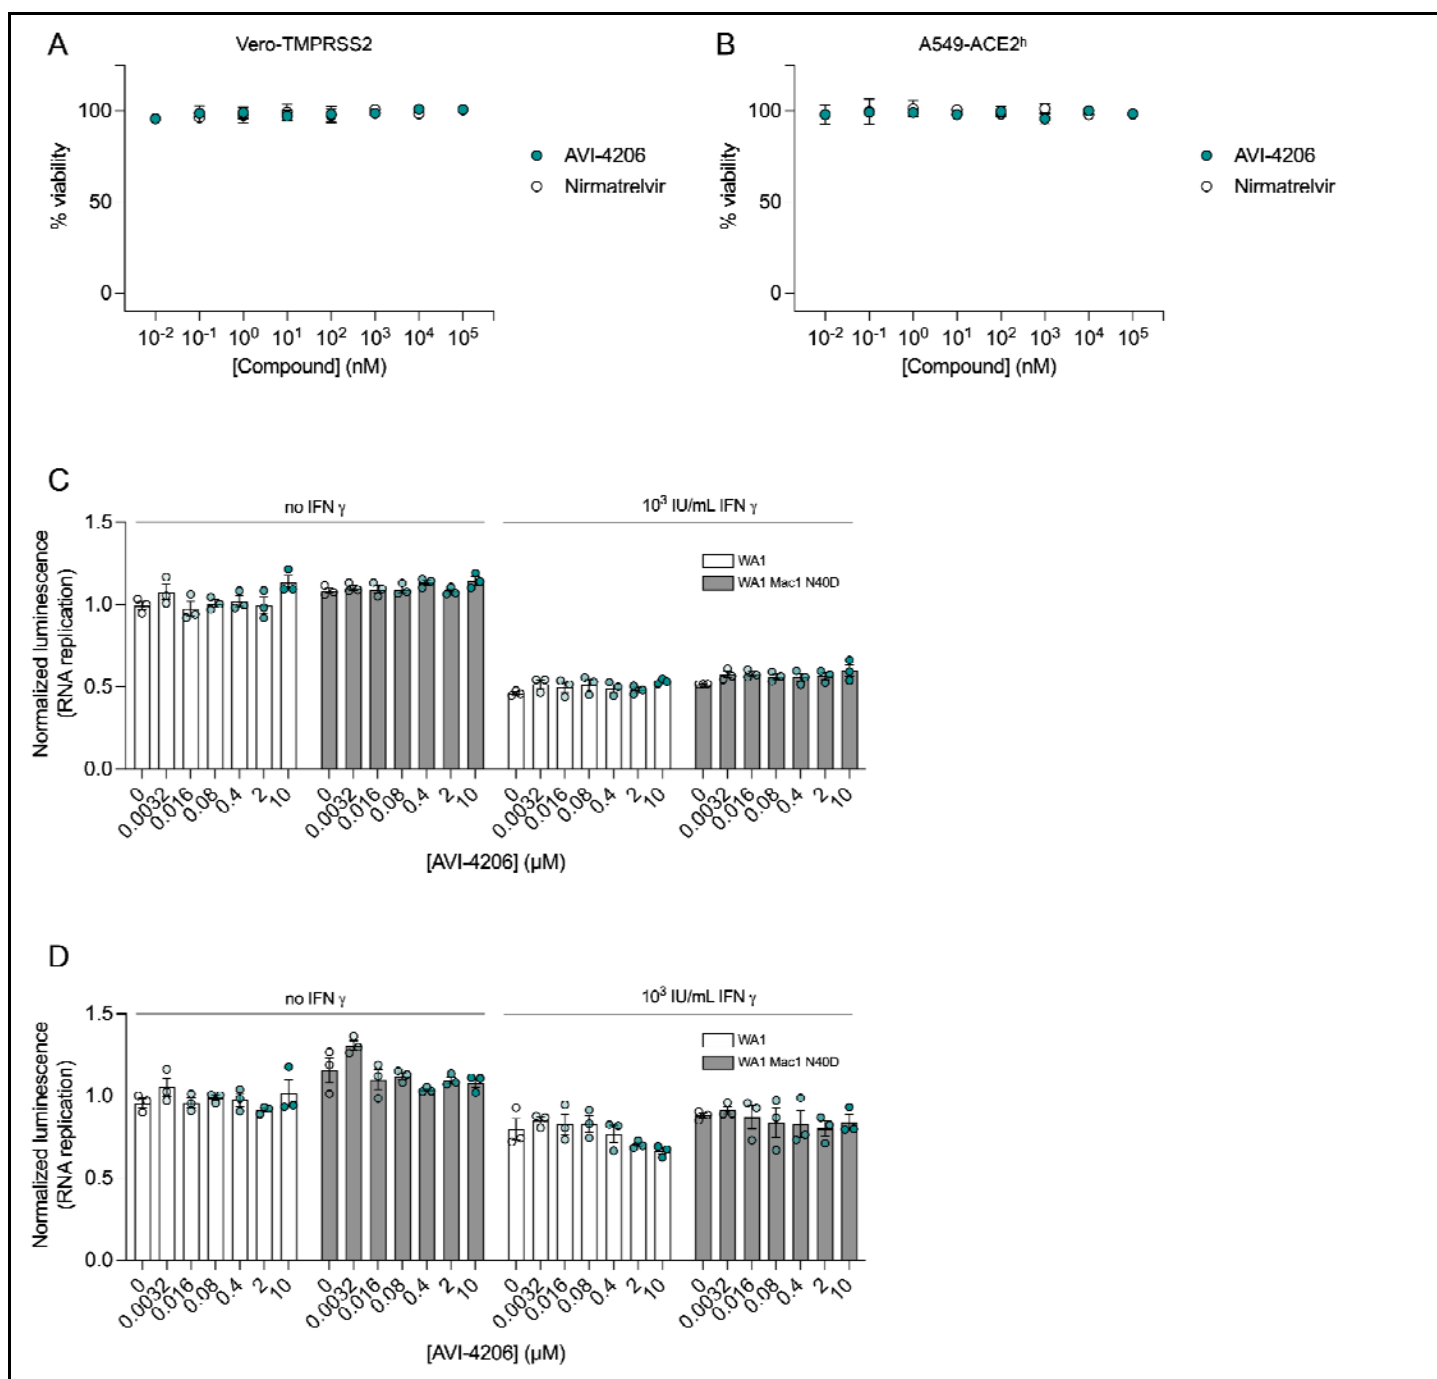 A
Vero-TMPRSS2
% viability
100
50
0
10⁻² 10⁻¹ 10⁰ 10¹ 10² 10³ 10⁴ 10⁵
[Compound] (nM)
AVI-4206
Nirmatrelvir
B
A549-ACE2ʰ
% viability
100
50
0
10⁻² 10⁻¹ 10⁰ 10¹ 10² 10³ 10⁴ 10⁵
[Compound] (nM)
AVI-4206
Nirmatrelvir
C
Normalized luminescence
(RNA replication)
no IFN γ
10³ IU/mL IFN γ
WA1
WA1 Mac1 N40D
1.5
1.0
0.5
0.0
0 0.0032 0.016 0.08 0.4 2 10 0 0.0032 0.016 0.08 0.4 2 10 0 0.0032 0.016 0.08 0.4 2 10 0 0.0032 0.016 0.08 0.4 2 10
[AVI-4206] (µM)
D
Normalized luminescence
(RNA replication)
no IFN γ
10³ IU/mL IFN γ
WA1
WA1 Mac1 N40D
1.5
1.0
0.5
0.0
0 0.0032 0.016 0.08 0.4 2 10 0 0.0032 0.016 0.08 0.4 2 10 0 0.0032 0.016 0.08 0.4 2 10 0 0.0032 0.016 0.08 0.4 2 10
[AVI-4206] (µM)